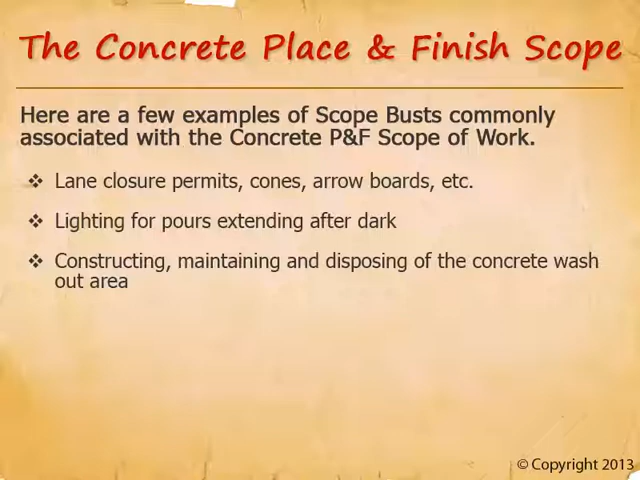 The Concrete Place & Finish Scope
Here are a few examples of Scope Busts commonly
associated with the Concrete P&F Scope of Work.
❖ Lane closure permits, cones, arrow boards, etc.
❖ Lighting for pours extending after dark
❖ Constructing, maintaining and disposing of the concrete wash
out area
© Copyright 2013